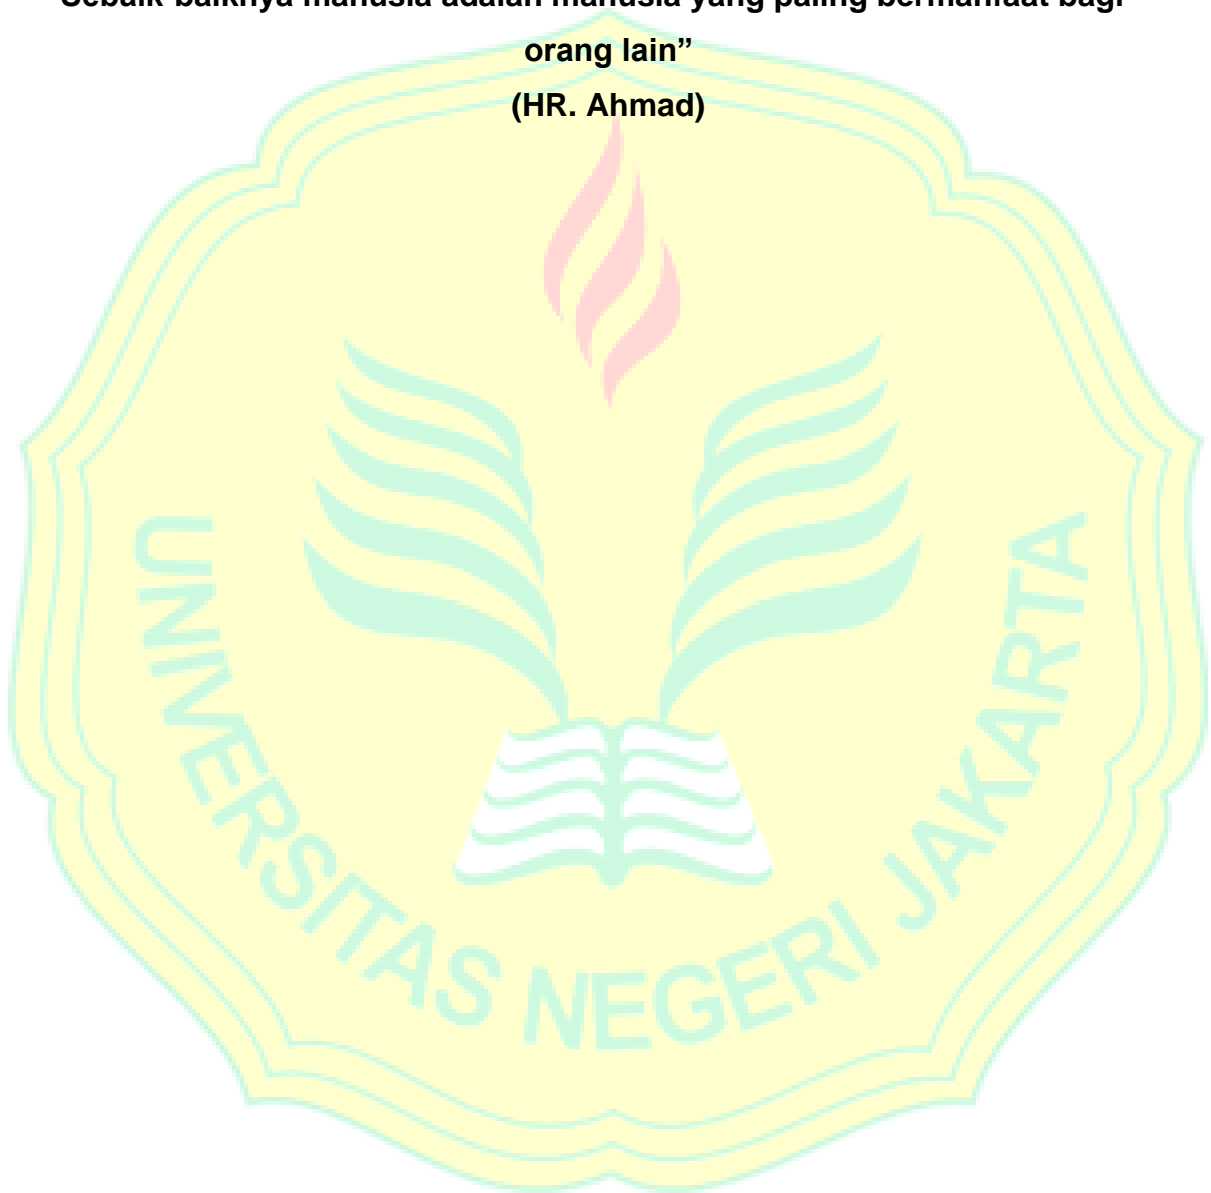 Sebaik-baiknya manusia adalah manusia yang paling bermanfaat bagi
orang lain”
(HR. Ahmad)
UNIVERSITAS NEGERI JAKARTA